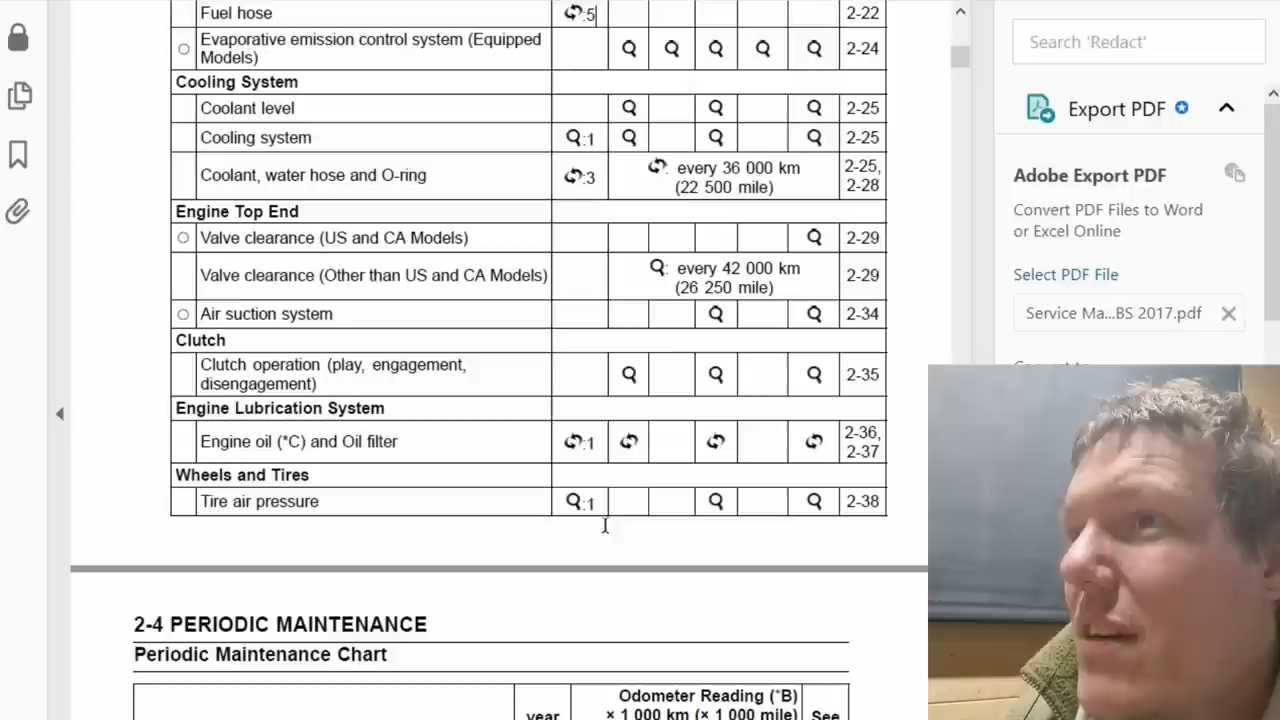 Fuel hose :5 2-22
Evaporative emission control system (Equipped
Models) 2-24
Cooling System
Coolant level 2-25
Cooling system :1 2-25
Coolant, water hose and O-ring :3 : every 36 000 km
(22 500 mile) 2-25,
2-28
Engine Top End
Valve clearance (US and CA Models) 2-29
Valve clearance (Other than US and CA Models) : every 42 000 km
(26 250 mile) 2-29
Air suction system 2-34
Clutch
Clutch operation (play, engagement,
disengagement) 2-35
Engine Lubrication System
Engine oil (*C) and Oil filter :1 2-36,
2-37
Wheels and Tires
Tire air pressure :1 2-38
2-4 PERIODIC MAINTENANCE
Periodic Maintenance Chart
Odometer Reading (*B)
year × 1 000 km (× 1 000 mile) See
Search 'Redact'
Export PDF
Adobe Export PDF
Convert PDF Files to Word
or Excel Online
Select PDF File
Service Ma...BS 2017.pdf